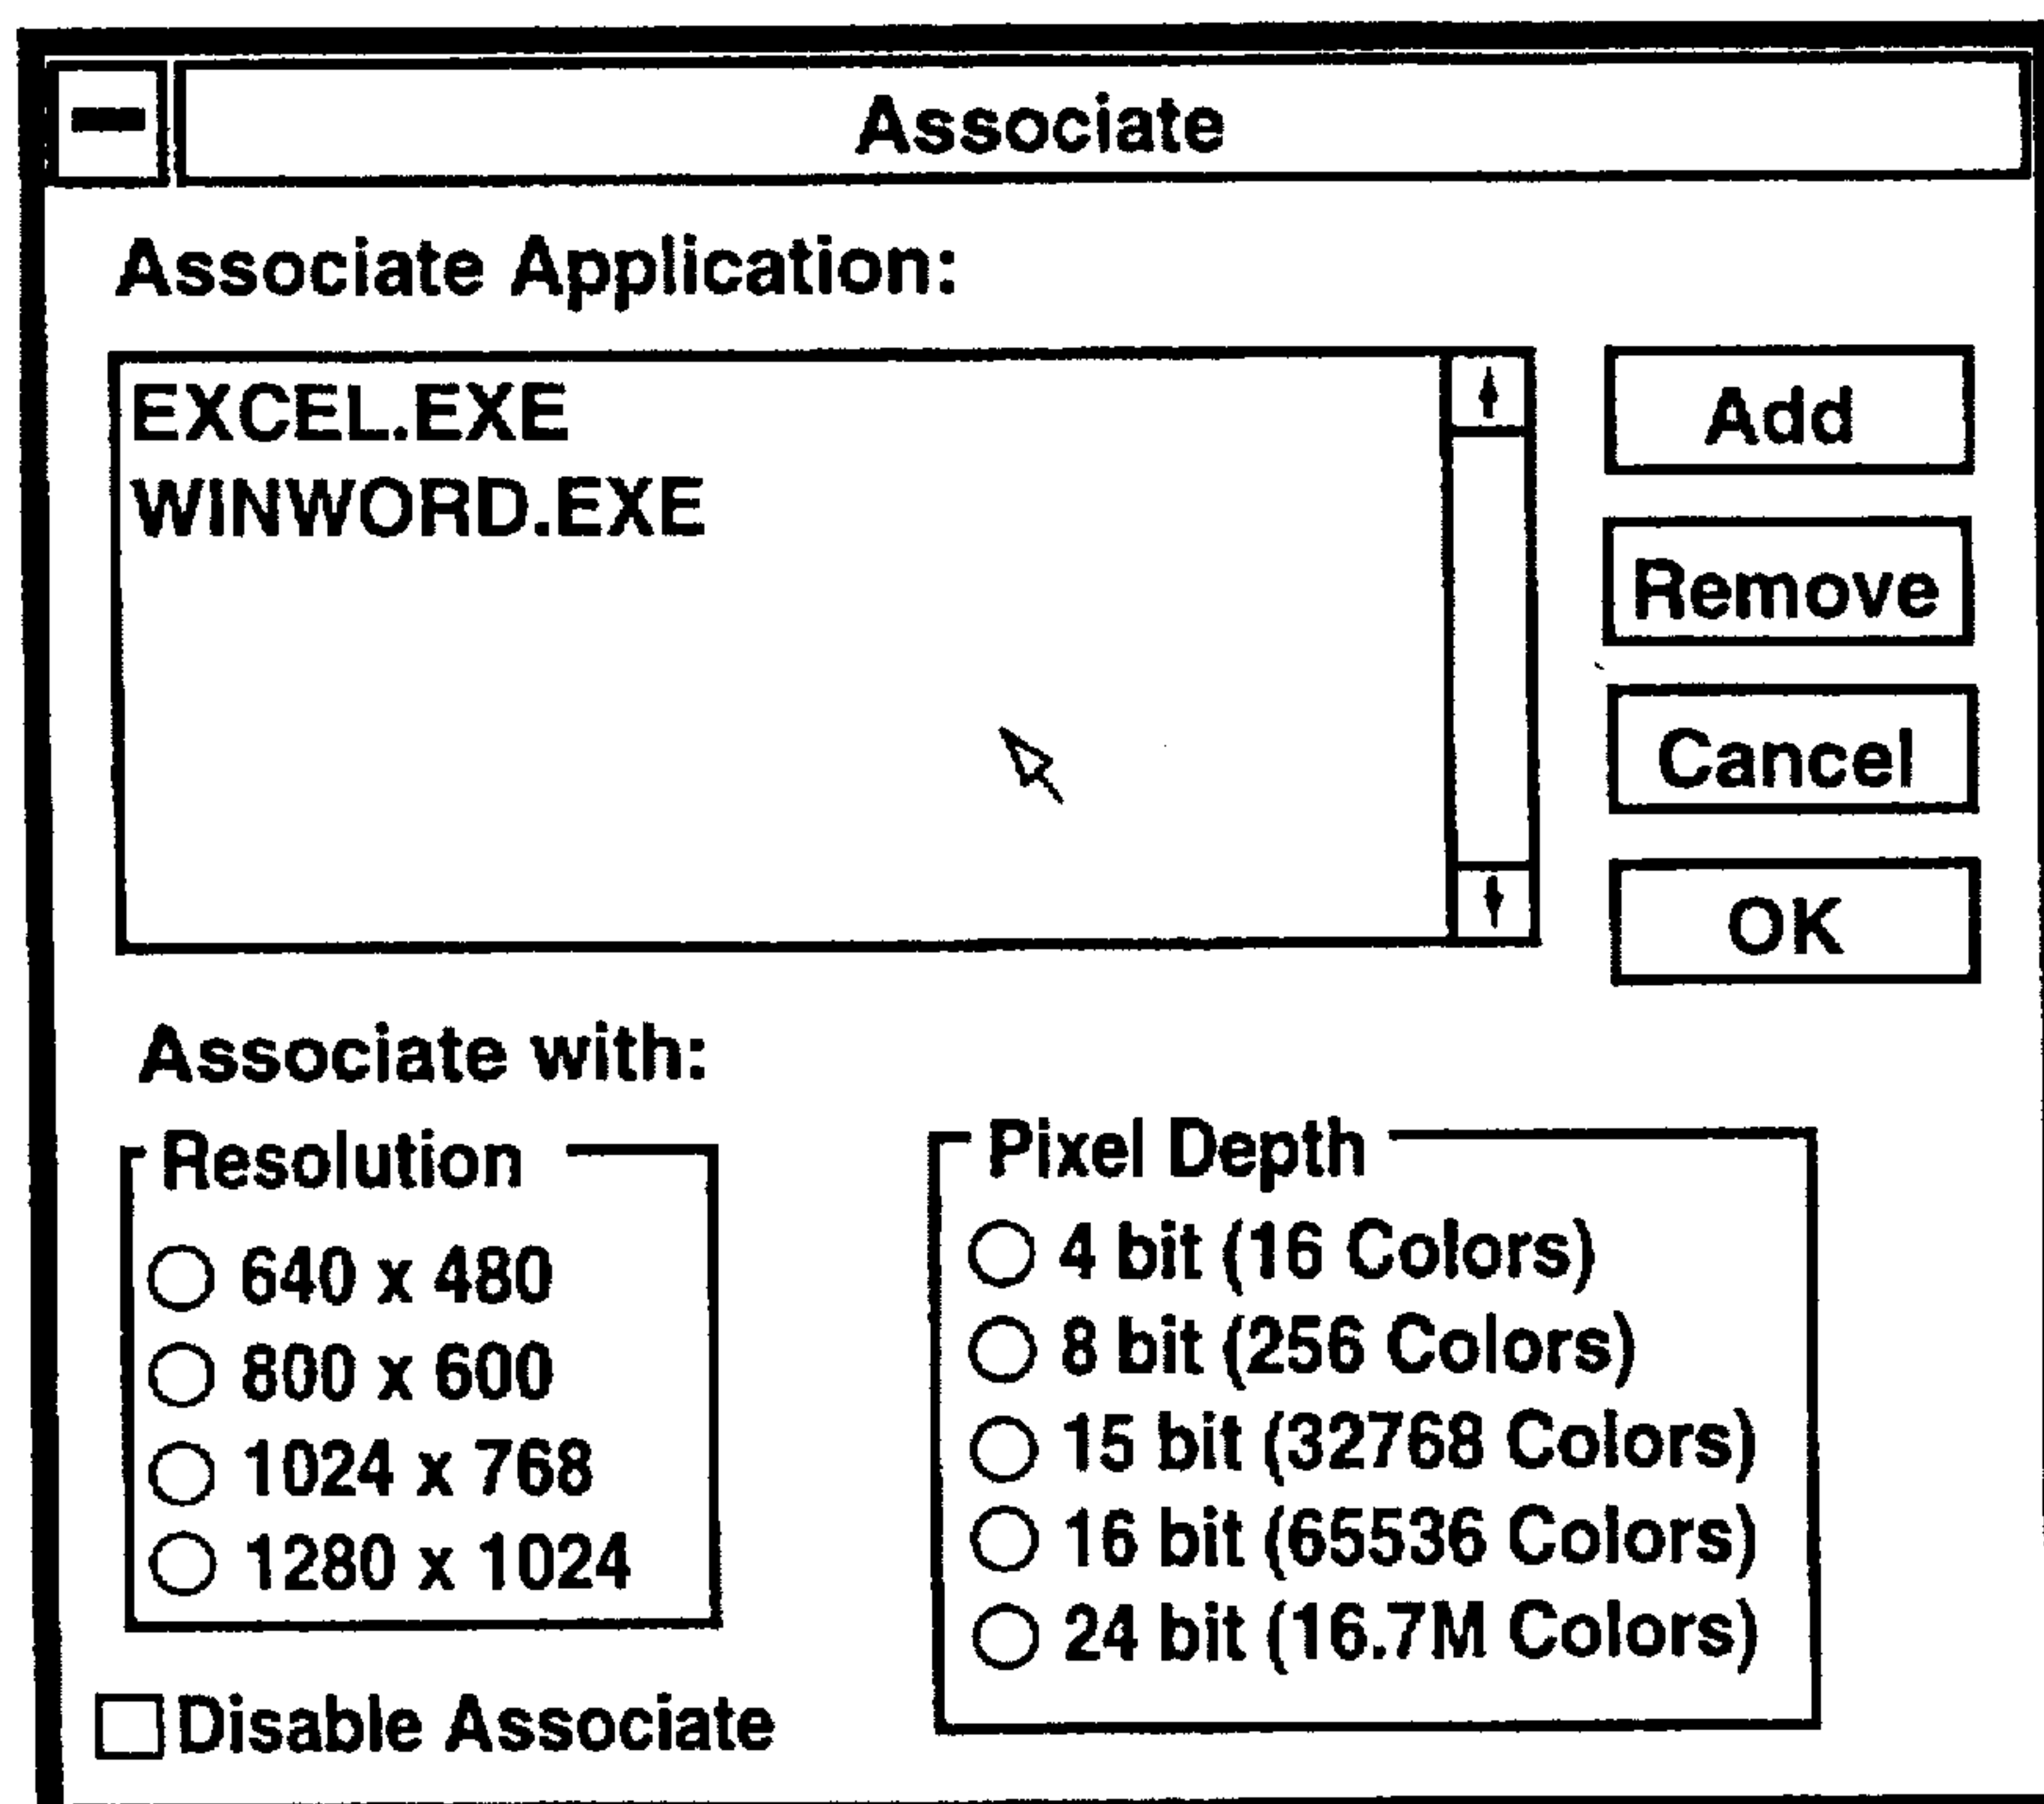 Associate
Associate Application:
EXCEL.EXE
WINWORD.EXE
Add
Remove
Cancel
OK
Associate with:
Resolution
640 x 480
800 x 600
1024 x 768
1280 x 1024
Pixel Depth
4 bit (16 Colors)
8 bit (256 Colors)
15 bit (32768 Colors)
16 bit (65536 Colors)
24 bit (16.7M Colors)
Disable Associate